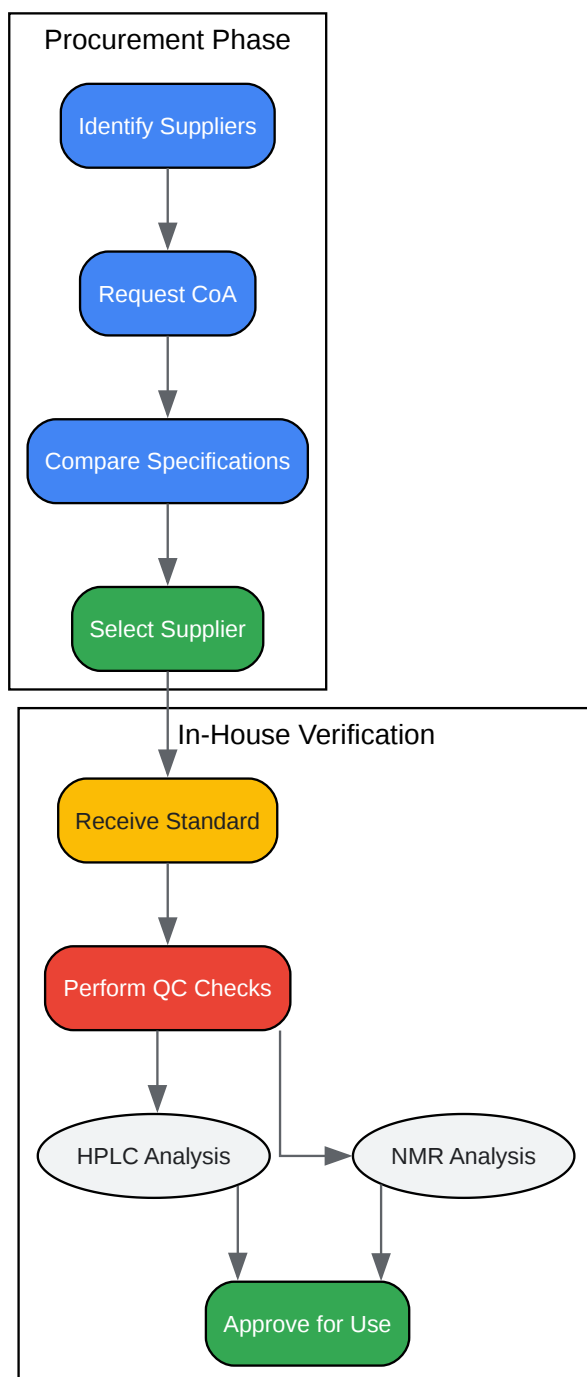 Procurement Phase
Identify Suppliers
Request CoA
Compare Specifications
Select Supplier
In-House Verification
Receive Standard
Perform QC Checks
HPLC Analysis
NMR Analysis
Approve for Use